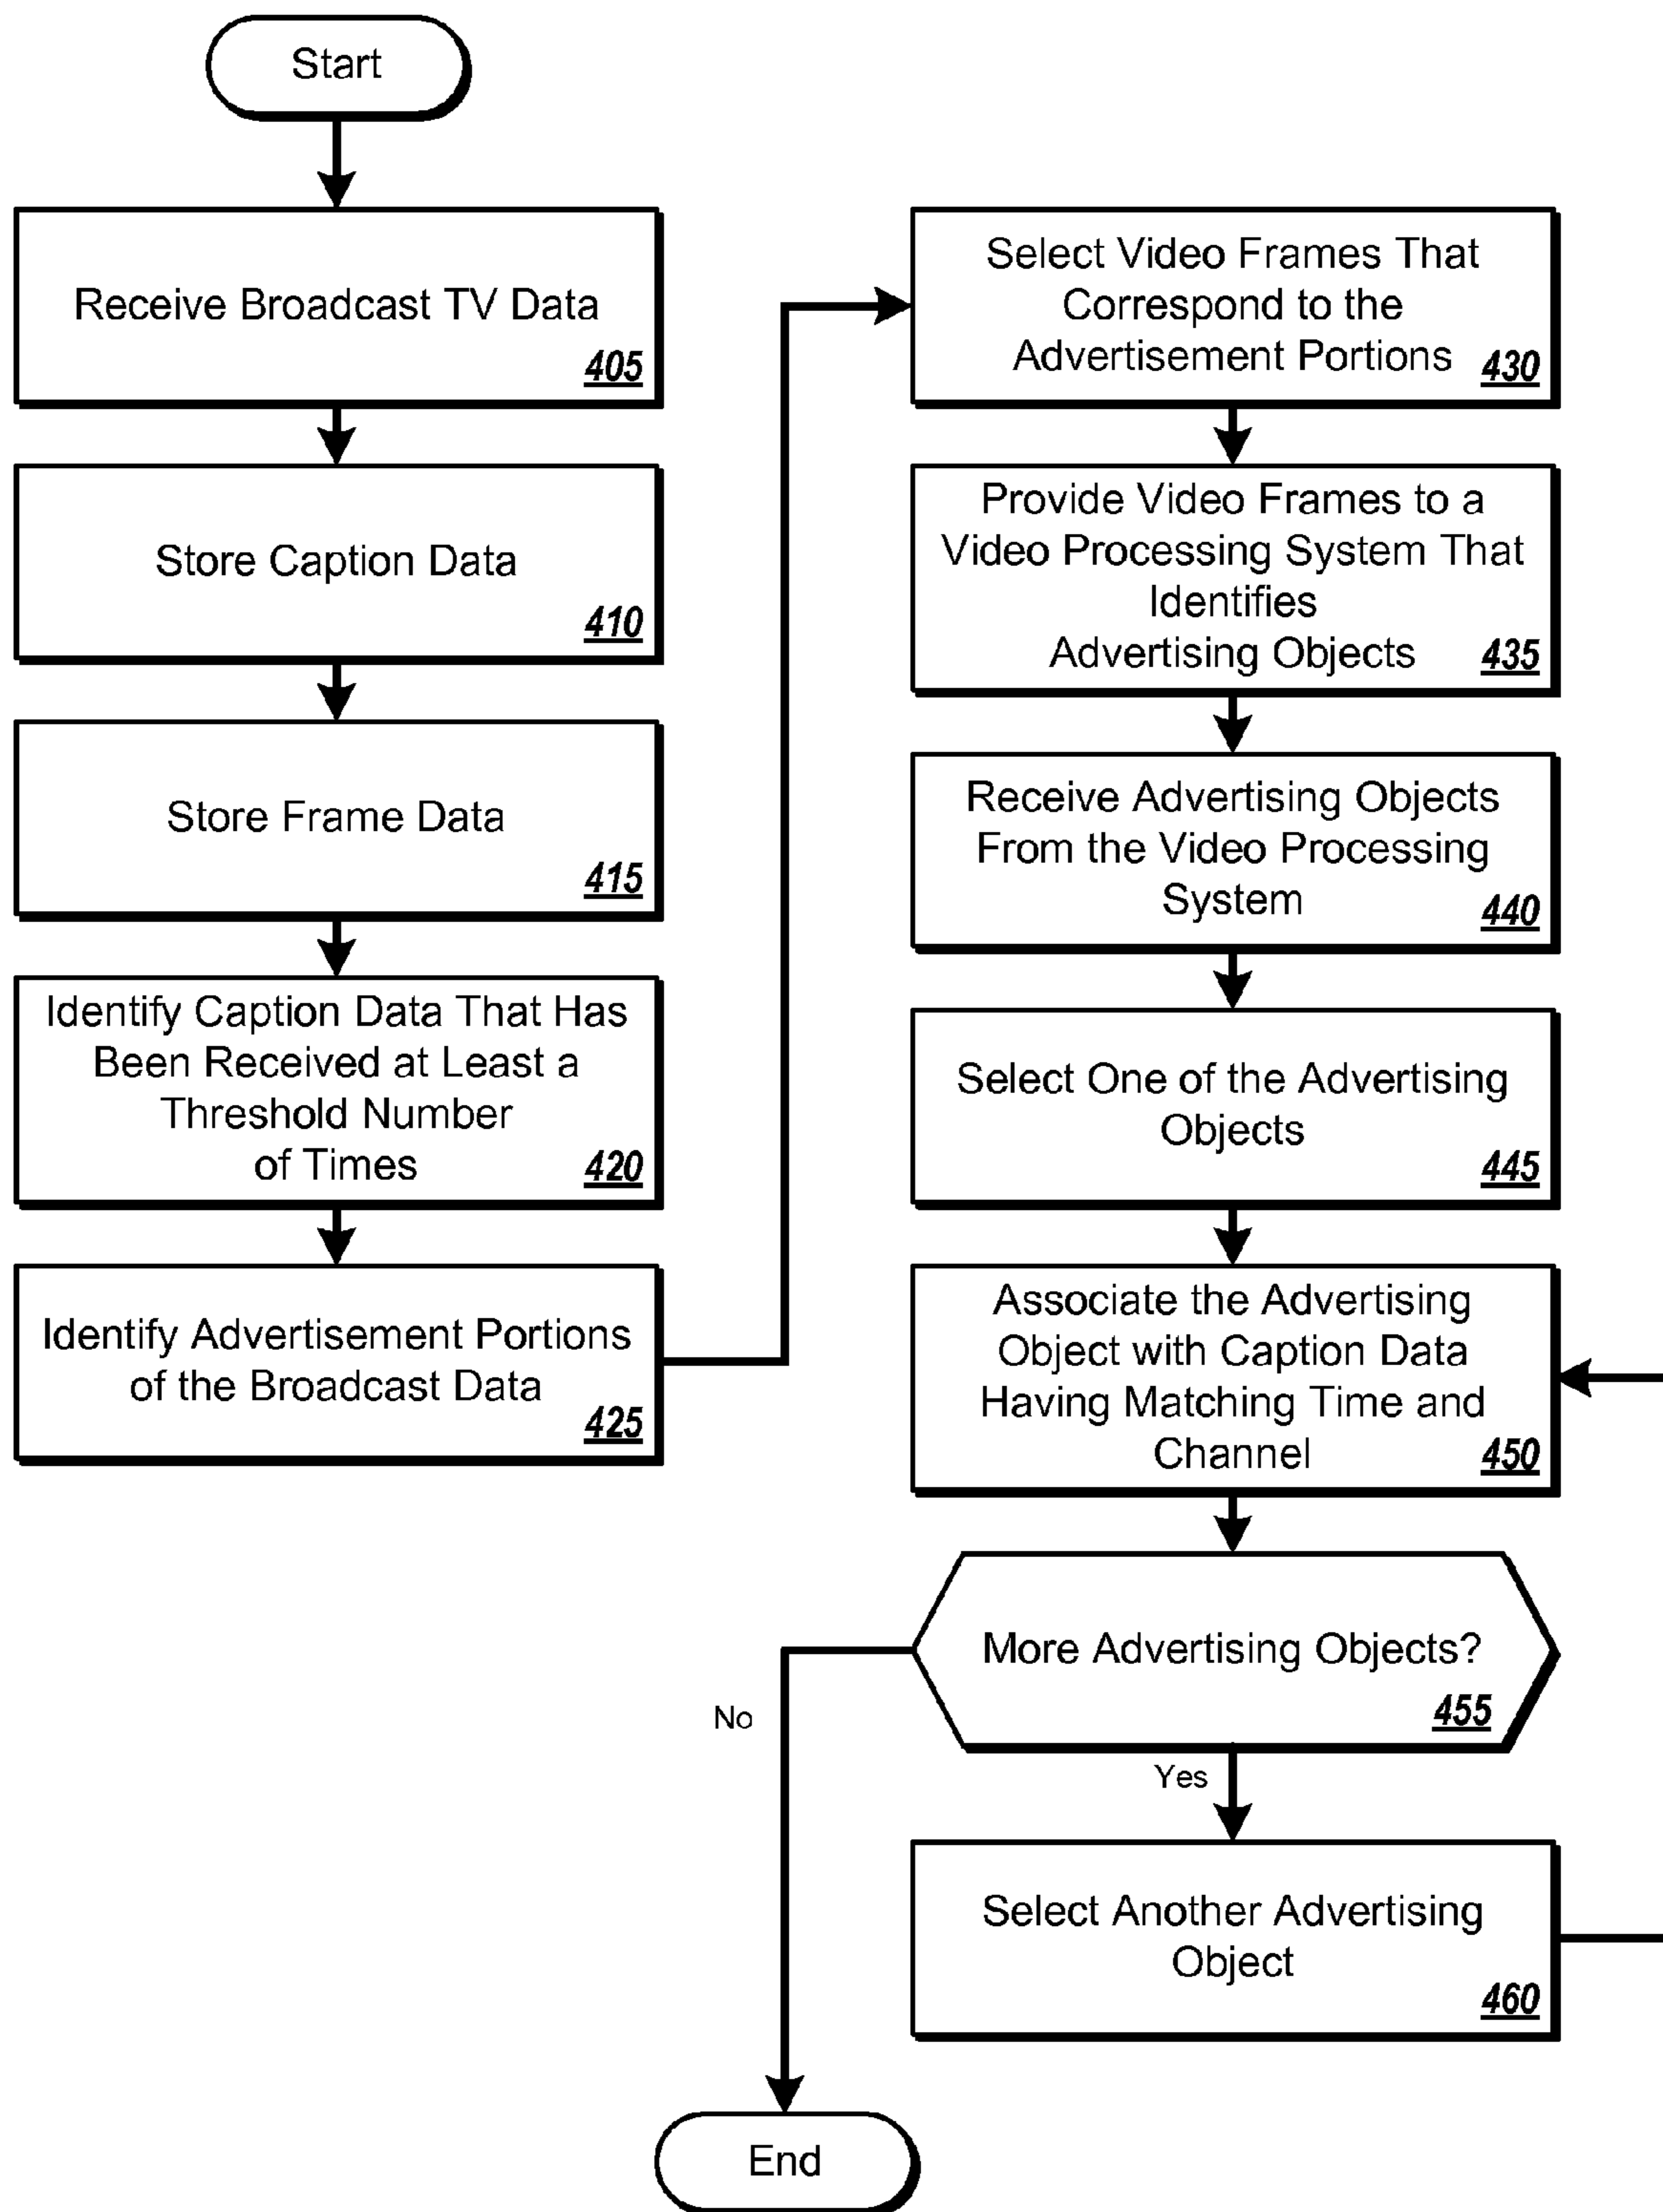 Start
Receive Broadcast TV Data
405
Store Caption Data
410
Store Frame Data
415
Identify Caption Data That Has
Been Received at Least a
Threshold Number
of Times
420
Identify Advertisement Portions
of the Broadcast Data
425
Select Video Frames That
Correspond to the
Advertisement Portions
430
Provide Video Frames to a
Video Processing System That
Identifies
Advertising Objects
435
Receive Advertising Objects
From the Video Processing
System
440
Select One of the Advertising
Objects
445
Associate the Advertising
Object with Caption Data
Having Matching Time and
Channel
450
More Advertising Objects?
455
No
Yes
Select Another Advertising
Object
460
End